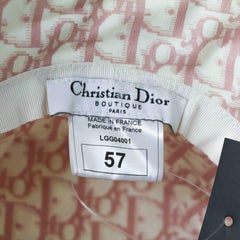 Christian Dior
BOUTIQUE
PARIS
MADE IN FRANCE
Fabriqué en France
LGG04001
57